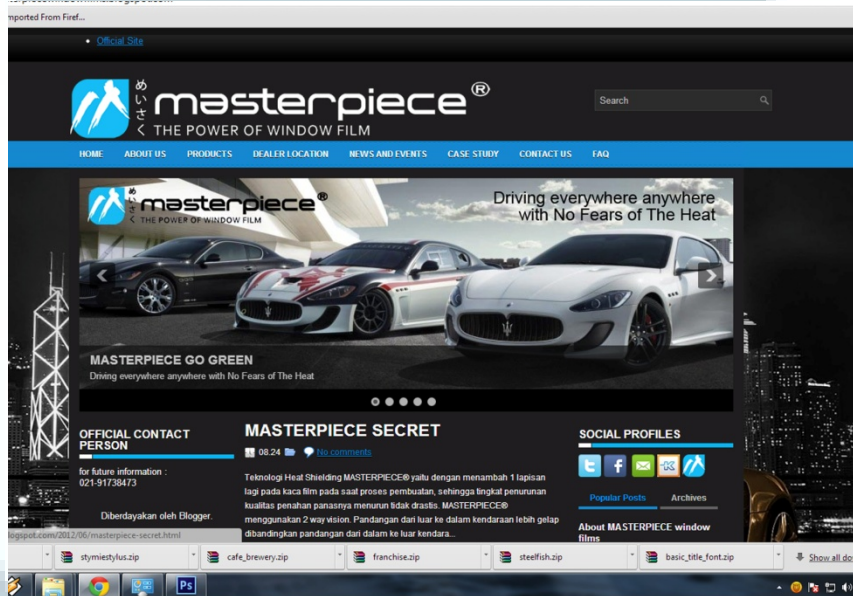 mported From Firef...
Official Site
めいさく
masterpiece®
THE POWER OF WINDOW FILM
Search
HOME ABOUT US PRODUCTS DEALER LOCATION NEWS AND EVENTS CASE STUDY CONTACT US FAQ
めいさく
masterpiece®
THE POWER OF WINDOW FILM
Driving everywhere anywhere
with No Fears of The Heat
MASTERPIECE GO GREEN
Driving everywhere anywhere with No Fears of The Heat
OFFICIAL CONTACT
PERSON
for future information :
021-91738473
Diberdayakan oleh Blogger.
MASTERPIECE SECRET
08.24 No comments
Teknologi Heat Shielding MASTERPIECE® yaitu dengan menambah 1 lapisan
lagi pada kaca film pada saat proses pembuatan, sehingga tingkat penurunan
kualitas penahan panasnya menurun tidak drastis. MASTERPIECE®
menggunakan 2 way vision. Pandangan dari luar ke dalam kendaraan lebih gelap
dibandingkan pandangan dari dalam ke luar kendara...
SOCIAL PROFILES
Popular Posts Archives
About MASTERPIECE window
films
logspot.com/2012/06/masterpiece-secret.html
stymiestylus.zip cafe_brewery.zip franchise.zip steelfish.zip basic_title_font.zip Show all do
Ps